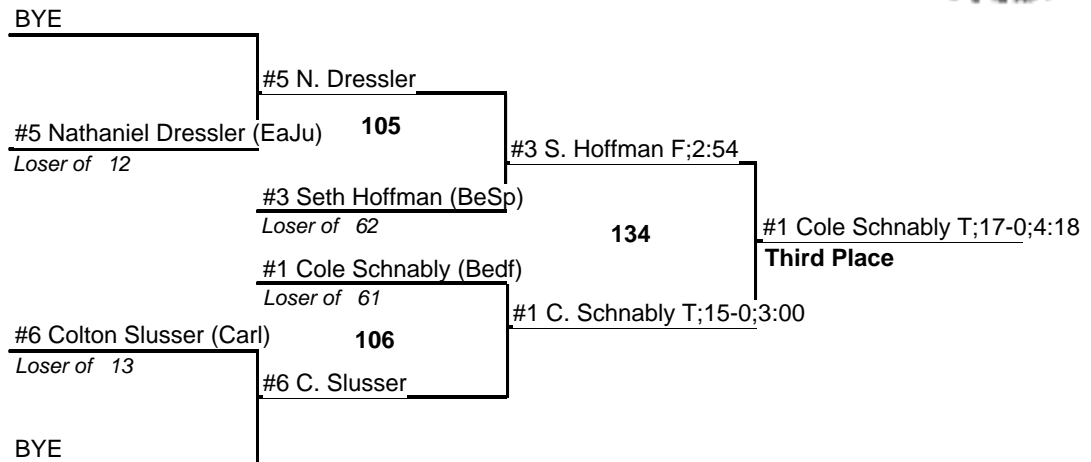 BYE
#5 N. Dressler
#5 Nathaniel Dressler (EaJu)
105
Loser of 12
#3 S. Hoffman F;2:54
#3 Seth Hoffman (BeSp)
Loser of 62
134
#1 Cole Schnably T;17-0;4:18
Third Place
#1 Cole Schnably (Bedf)
Loser of 61
#1 C. Schnably T;15-0;3:00
#6 Colton Slusser (Carl)
106
Loser of 13
#6 C. Slusser
BYE